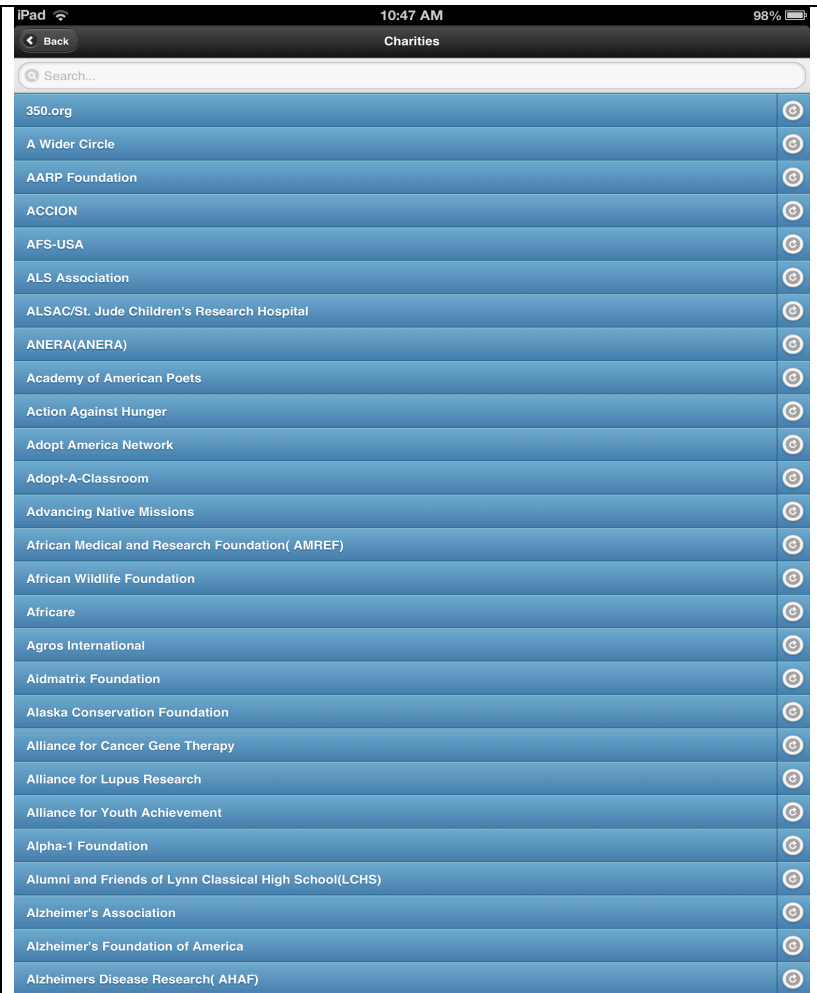 iPad 10:47 AM 98%
Back Charities
Search...
350.org
A Wider Circle
AARP Foundation
ACCION
AFS-USA
ALS Association
ALSAC/St. Jude Children's Research Hospital
ANERA(ANERA)
Academy of American Poets
Action Against Hunger
Adopt America Network
Adopt-A-Classroom
Advancing Native Missions
African Medical and Research Foundation( AMREF)
African Wildlife Foundation
Africare
Agros International
Aidmatrix Foundation
Alaska Conservation Foundation
Alliance for Cancer Gene Therapy
Alliance for Lupus Research
Alliance for Youth Achievement
Alpha-1 Foundation
Alumni and Friends of Lynn Classical High School(LCHS)
Alzheimer's Association
Alzheimer's Foundation of America
Alzheimers Disease Research( AHAF)